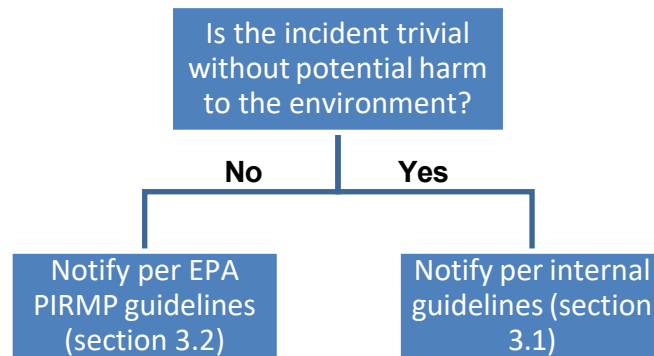 Is the incident trivial
without potential harm
to the environment?
No
Yes
Notify per EPA
PIRMP guidelines
(section 3.2)
Notify per internal
guidelines (section
3.1)